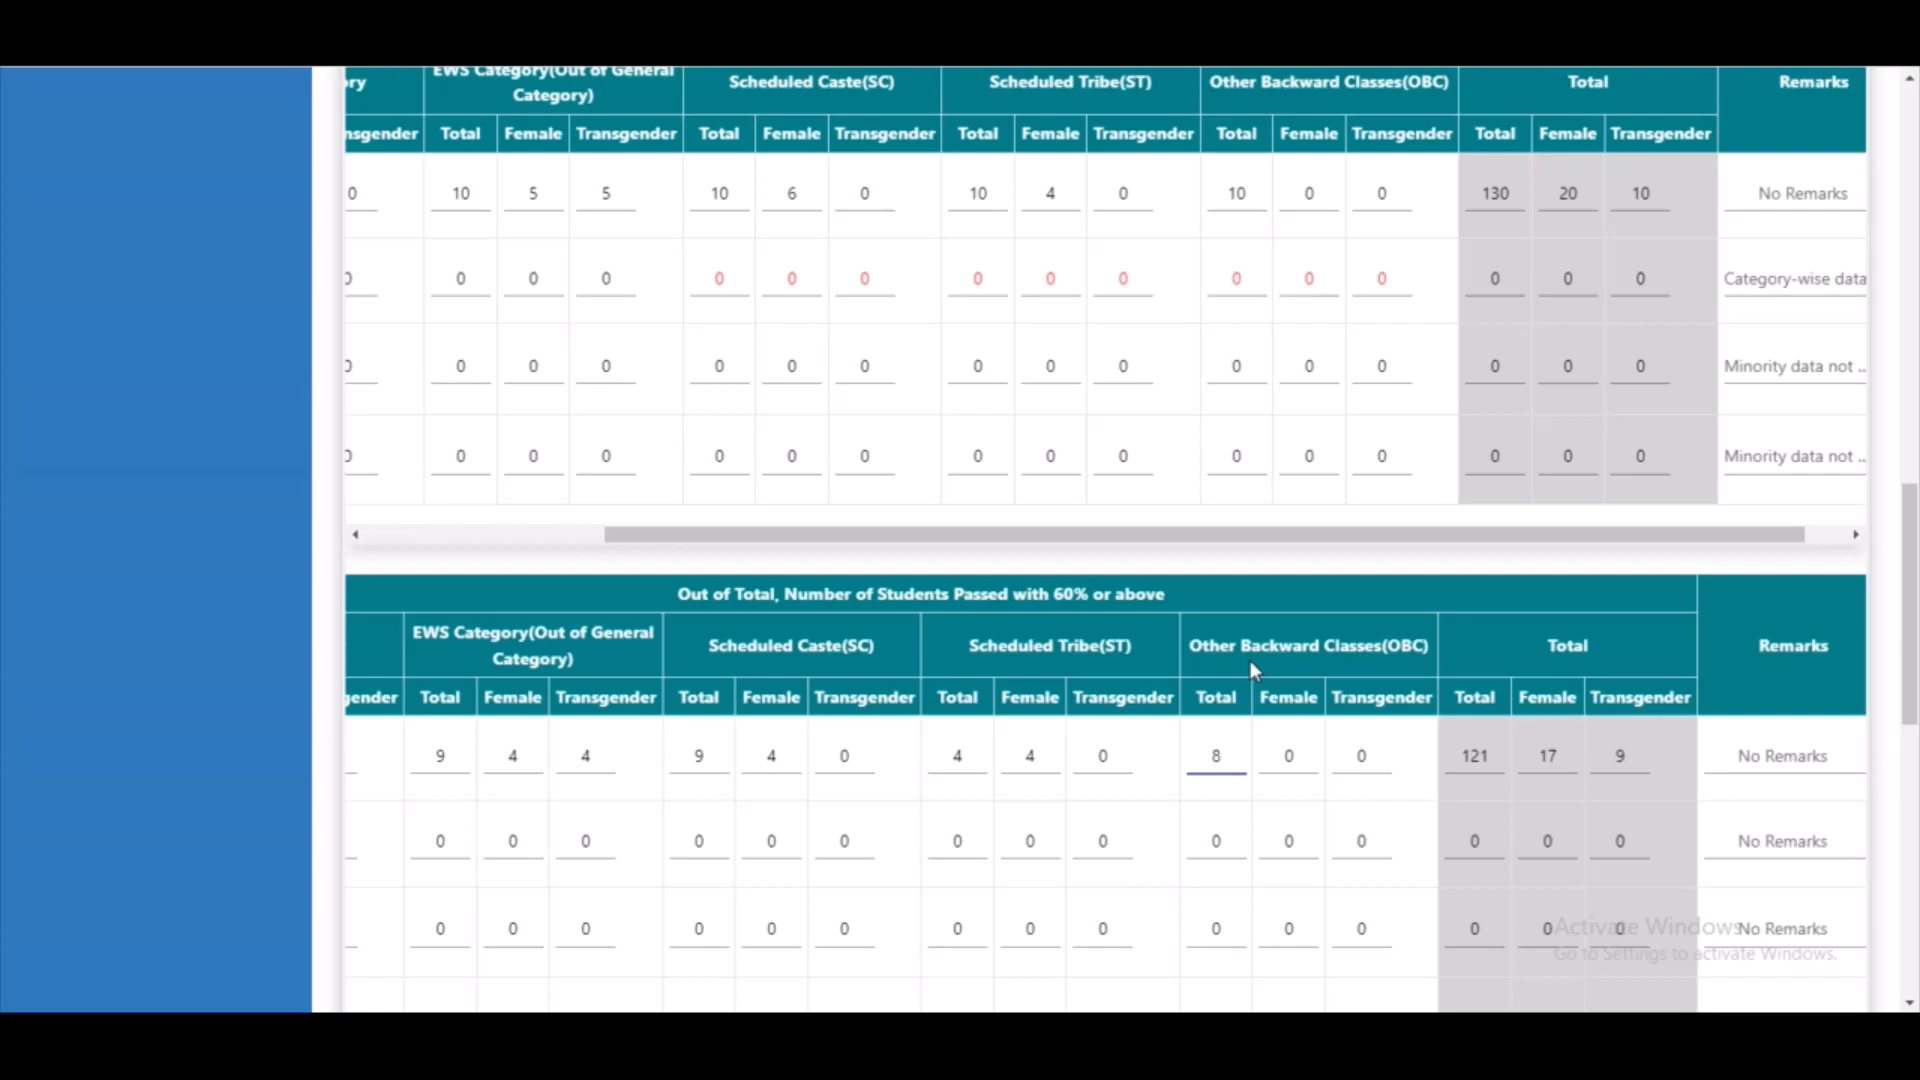 ry EWS Category(Out of General Scheduled Caste(SC) Scheduled Tribe(ST) Other Backward Classes(OBC) Total Remarks
Category)
nsgender Total Female Transgender Total Female Transgender Total Female Transgender Total Female Transgender Total Female Transgender
0 10 5 5 10 6 0 10 4 0 10 0 0 130 20 10 No Remarks
0 0 0 0 0 0 0 0 0 0 0 0 0 0 0 0 Category-wise data
0 0 0 0 0 0 0 0 0 0 0 0 0 0 0 0 Minority data not ..
0 0 0 0 0 0 0 0 0 0 0 0 0 0 0 0 Minority data not ..
Out of Total, Number of Students Passed with 60% or above
EWS Category(Out of General Scheduled Caste(SC) Scheduled Tribe(ST) Other Backward Classes(OBC) Total Remarks
Category)
gender Total Female Transgender Total Female Transgender Total Female Transgender Total Female Transgender Total Female Transgender
9 4 4 9 4 0 4 4 0 8 0 0 121 17 9 No Remarks
0 0 0 0 0 0 0 0 0 0 0 0 0 0 0 No Remarks
0 0 0 0 0 0 0 0 0 0 0 0 0 0 0 No Remarks
Activate Windows
Go to Settings to activate Windows.